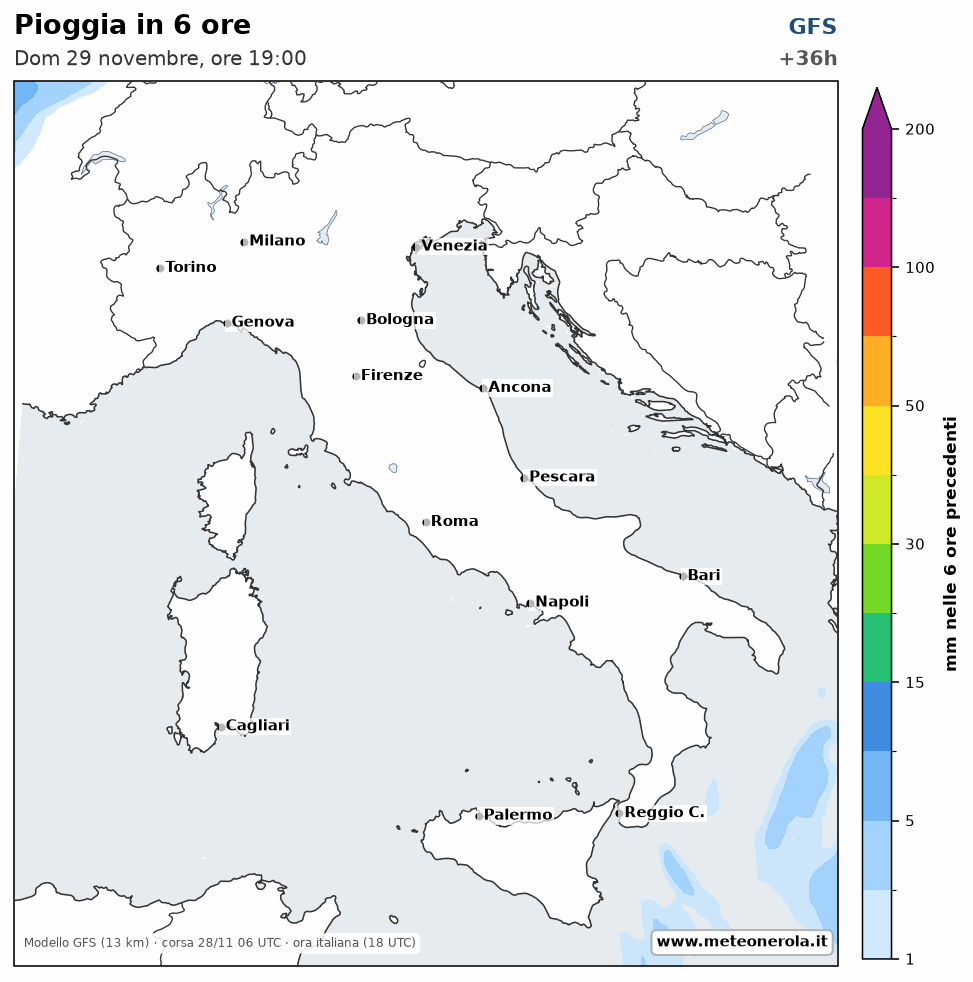 Pioggia in 6 ore
GFS
Dom 29 novembre, ore 19:00
+36h
200
Milano
Venezia
Torino
100
Genova
Bologna
Firenze
Ancona
50
Pescara
Roma
30
Bari
Napoli
mm nelle 6 ore precedenti
15
Cagliari
Palermo
Reggio C.
5
Modello GFS (13 km) · corsa 28/11 06 UTC · ora italiana (18 UTC)
www.meteonerola.it
1